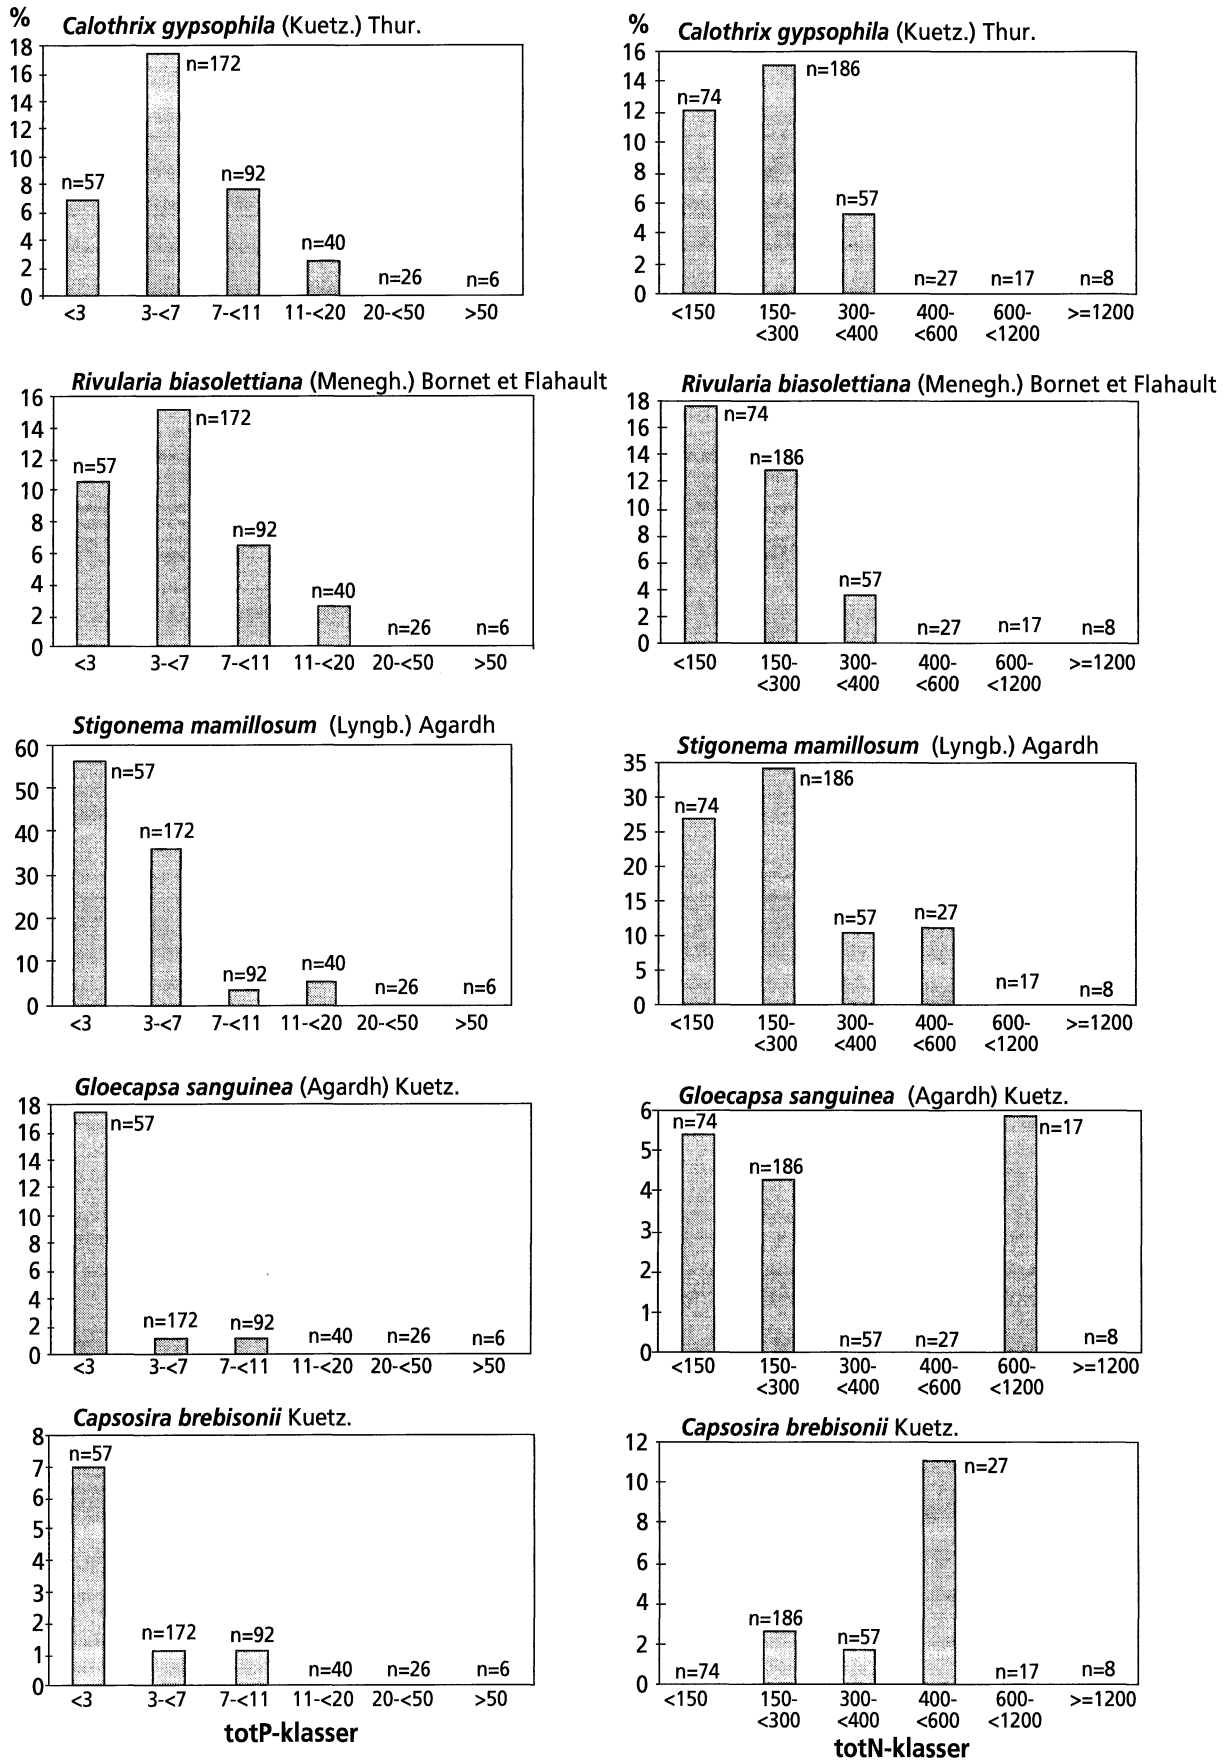 %
Calothrix gypsophila (Kuetz.) Thur.
18
16
14
12
10
8
6
4
2
0
n=57
n=172
n=92
n=40
n=26
n=6
<3 3-<7 7-<11 11-<20 20-<50 >50
%
Calothrix gypsophila (Kuetz.) Thur.
16
14
12
10
8
6
4
2
0
n=74
n=186
n=57
n=27
n=17
n=8
<150 150- 300- 400- 600- >=1200
<300 <400 <600 <1200
Rivularia biasolettiana (Menegh.) Bornet et Flahault
16
14
12
10
8
6
4
2
0
n=57
n=172
n=92
n=40
n=26
n=6
<3 3-<7 7-<11 11-<20 20-<50 >50
Rivularia biasolettiana (Menegh.) Bornet et Flahault
18
16
14
12
10
8
6
4
2
0
n=74
n=186
n=57
n=27
n=17
n=8
<150 150- 300- 400- 600- >=1200
<300 <400 <600 <1200
Stigonema mamillosum (Lyngb.) Agardh
60
50
40
30
20
10
0
n=57
n=172
n=92
n=40
n=26
n=6
<3 3-<7 7-<11 11-<20 20-<50 >50
Stigonema mamillosum (Lyngb.) Agardh
35
30
25
20
15
10
5
0
n=74
n=186
n=57
n=27
n=17
n=8
<150 150- 300- 400- 600- >=1200
<300 <400 <600 <1200
Gloecapsa sanguinea (Agardh) Kuetz.
18
16
14
12
10
8
6
4
2
0
n=57
n=172
n=92
n=40
n=26
n=6
<3 3-<7 7-<11 11-<20 20-<50 >50
Gloecapsa sanguinea (Agardh) Kuetz.
6
5
4
3
2
1
0
n=74
n=186
n=57
n=27
n=17
n=8
<150 150- 300- 400- 600- >=1200
<300 <400 <600 <1200
Capsosira brebisonii Kuetz.
8
7
6
5
4
3
2
1
0
n=57
n=172
n=92
n=40
n=26
n=6
<3 3-<7 7-<11 11-<20 20-<50 >50
totP-klasser
Capsosira brebisonii Kuetz.
12
10
8
6
4
2
0
n=74
n=186
n=57
n=27
n=17
n=8
<150 150- 300- 400- 600- >=1200
<300 <400 <600 <1200
totN-klasser